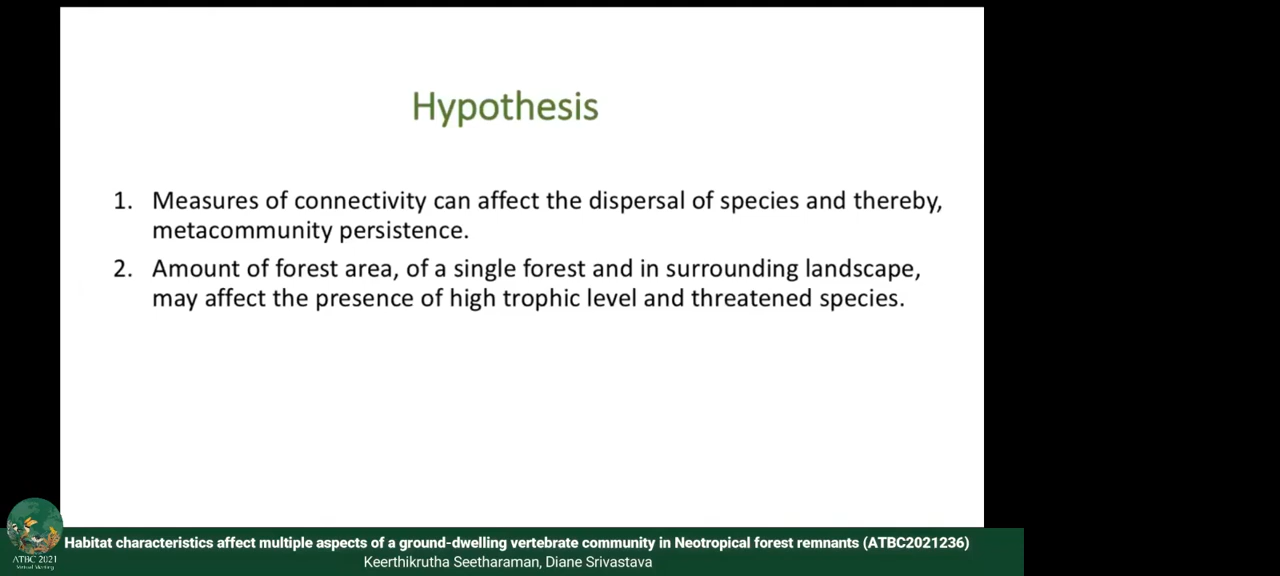 Hypothesis
1. Measures of connectivity can affect the dispersal of species and thereby,
metacommunity persistence.
2. Amount of forest area, of a single forest and in surrounding landscape,
may affect the presence of high trophic level and threatened species.
Habitat characteristics affect multiple aspects of a ground-dwelling vertebrate community in Neotropical forest remnants (ATBC2021236)
Keerthikrutha Seetharaman, Diane Srivastava
ATBC 2021
Virtual Meeting